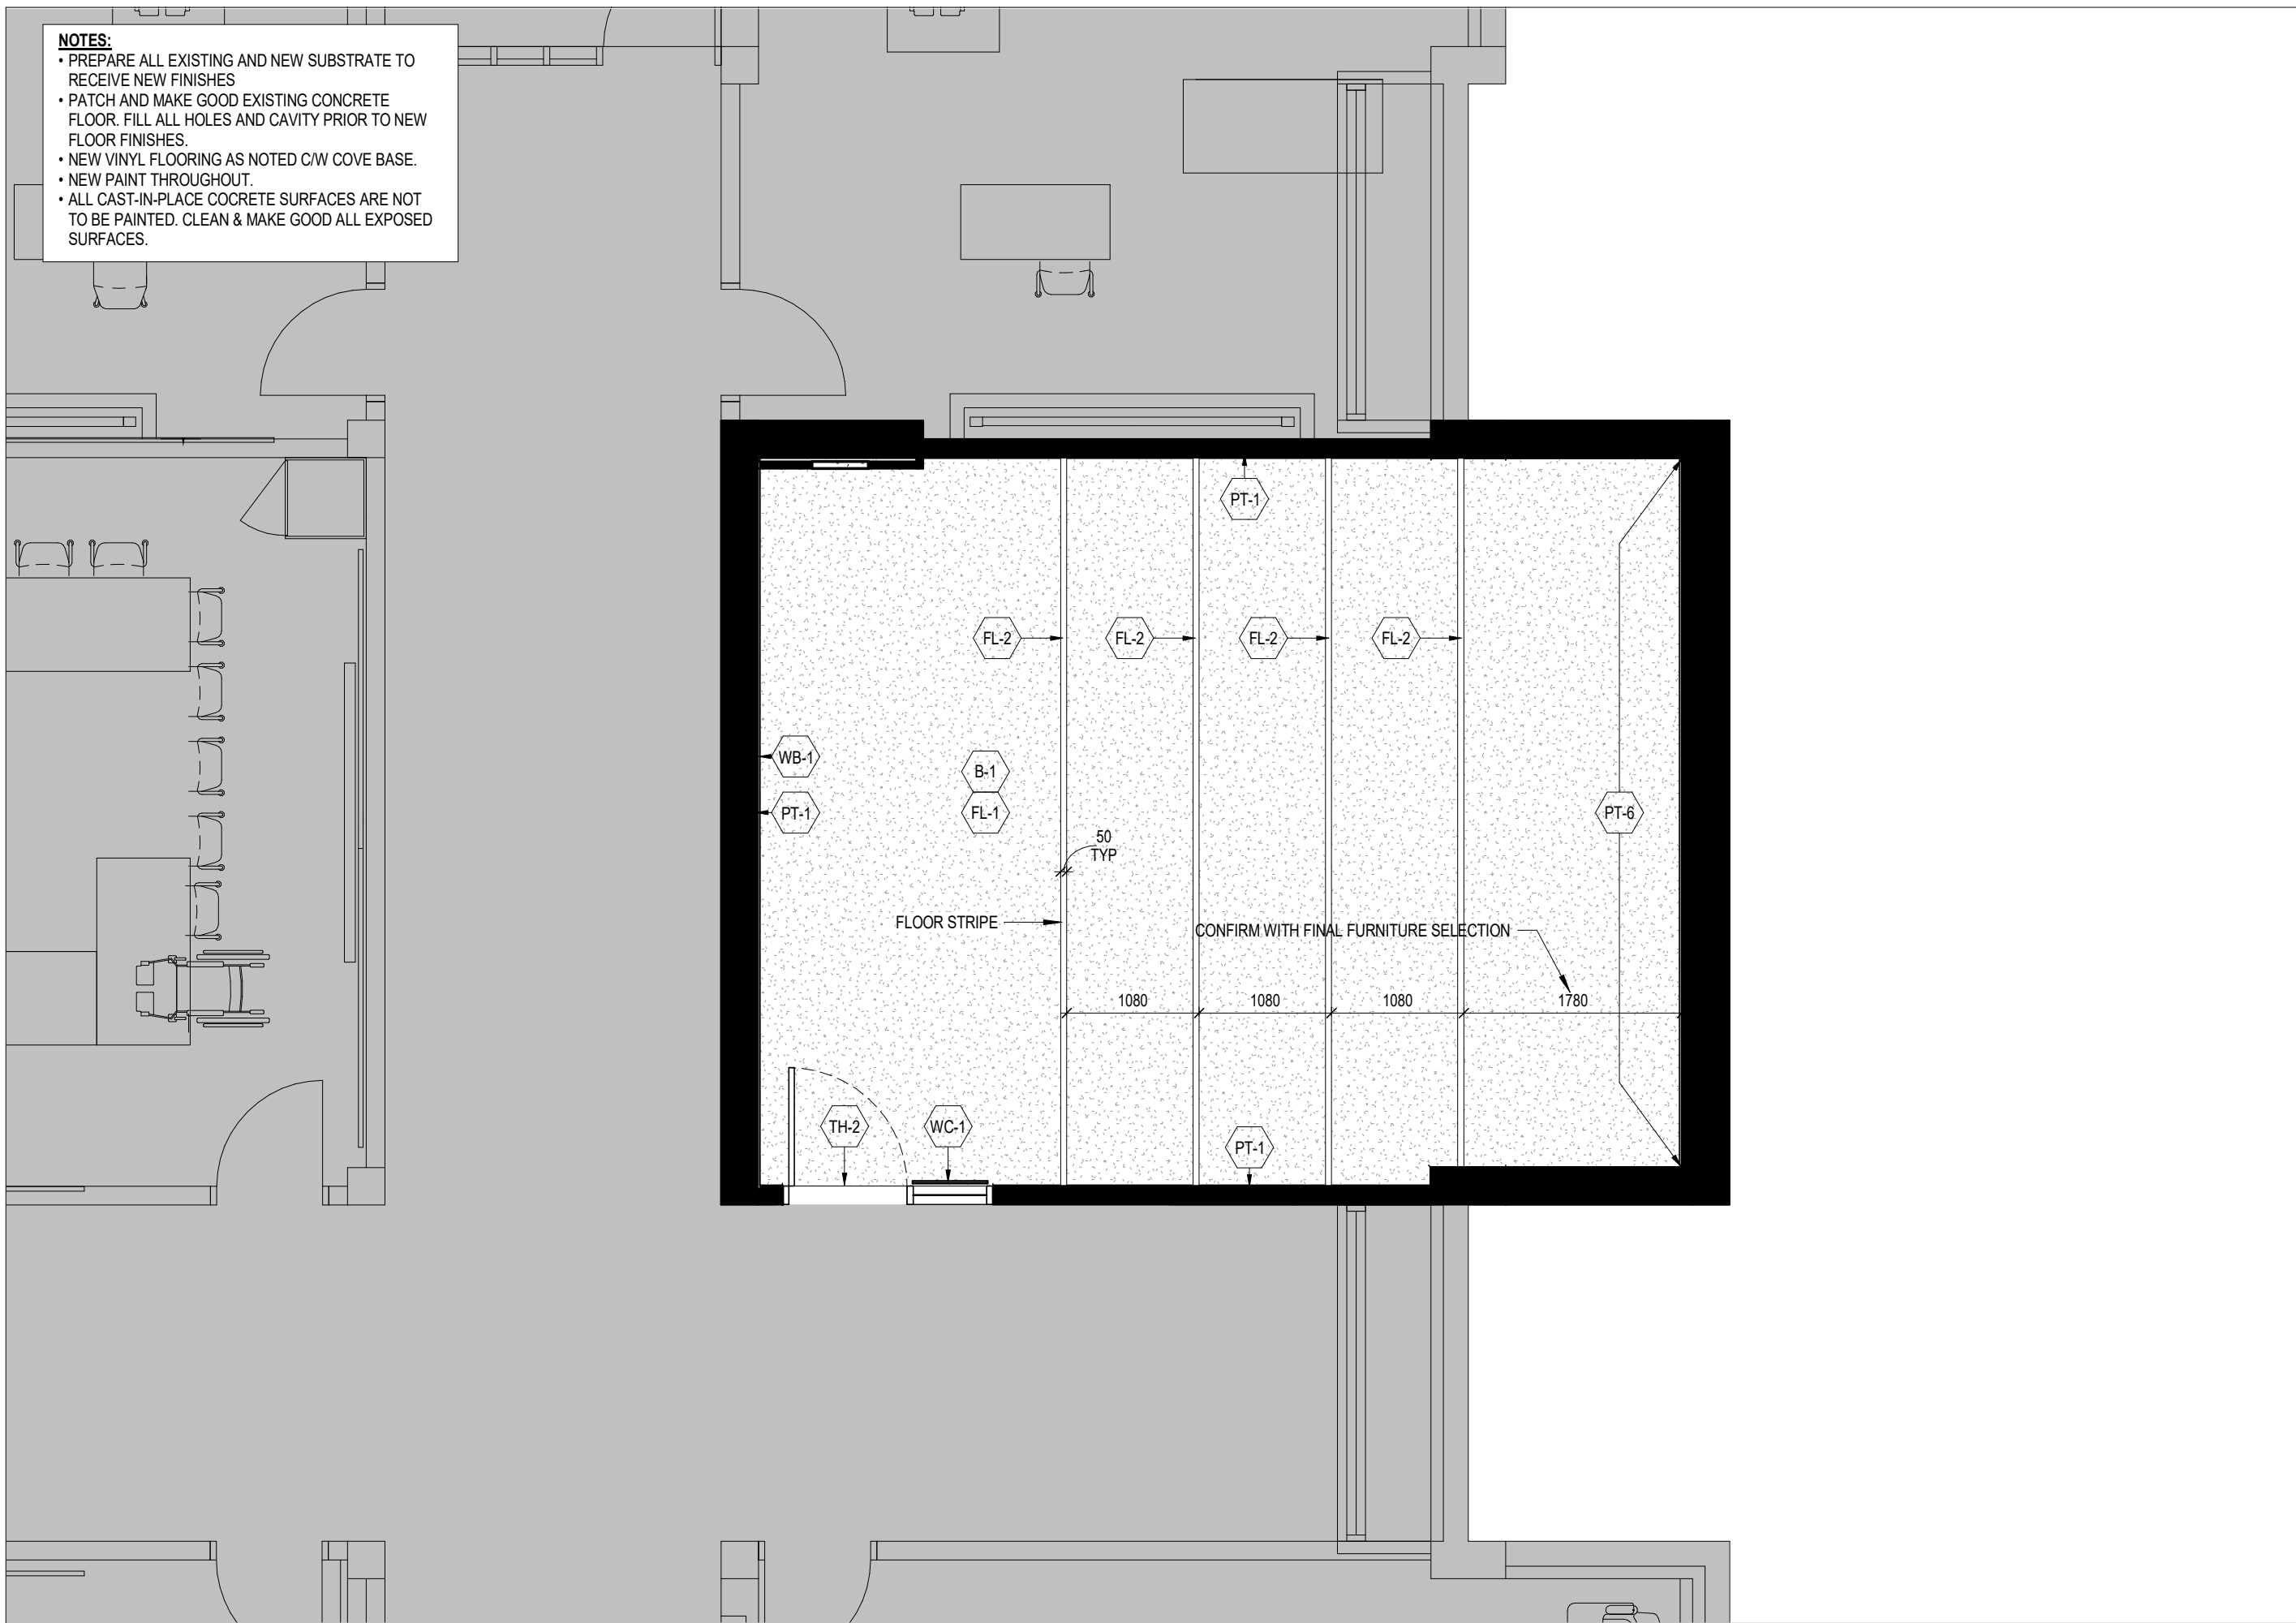 NOTES:
• PREPARE ALL EXISTING AND NEW SUBSTRATE TO
RECEIVE NEW FINISHES
• PATCH AND MAKE GOOD EXISTING CONCRETE
FLOOR. FILL ALL HOLES AND CAVITY PRIOR TO NEW
FLOOR FINISHES.
• NEW VINYL FLOORING AS NOTED C/W COVE BASE.
• NEW PAINT THROUGHOUT.
• ALL CAST-IN-PLACE COCRETE SURFACES ARE NOT
TO BE PAINTED. CLEAN & MAKE GOOD ALL EXPOSED
SURFACES.
PT-1
FL-2
FL-2
FL-2
FL-2
WB-1
B-1
PT-1
FL-1
PT-6
50
TYP
FLOOR STRIPE
CONFIRM WITH FINAL FURNITURE SELECTION
1080
1080
1080
1780
TH-2
WC-1
PT-1